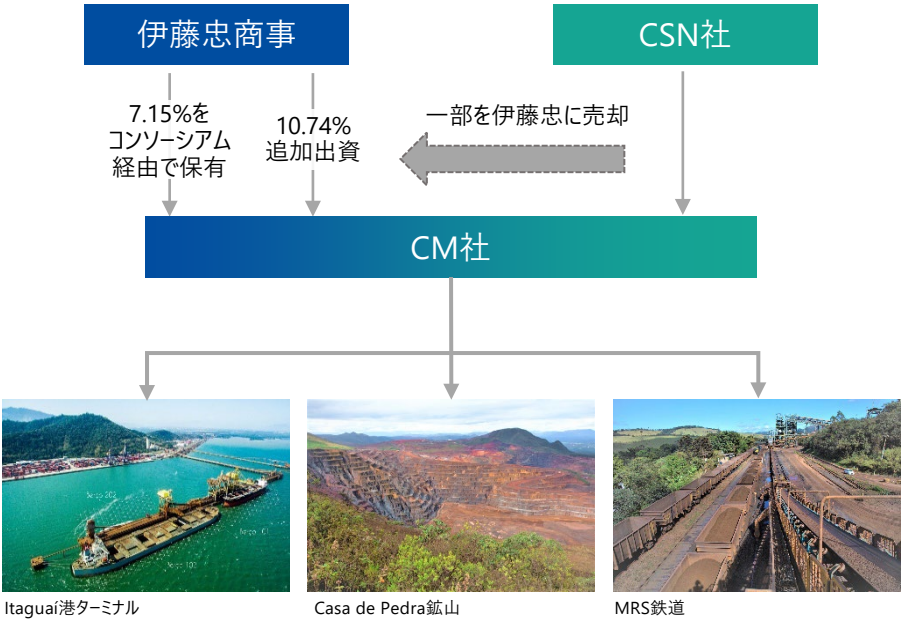 伊藤忠商事
CSN社
7.15%を
コンソーシアム
経由で保有
10.74%
追加出資
一部を伊藤忠に売却
CM社
Itaguaí港ターミナル
Casa de Pedra鉱山
MRS鉄道